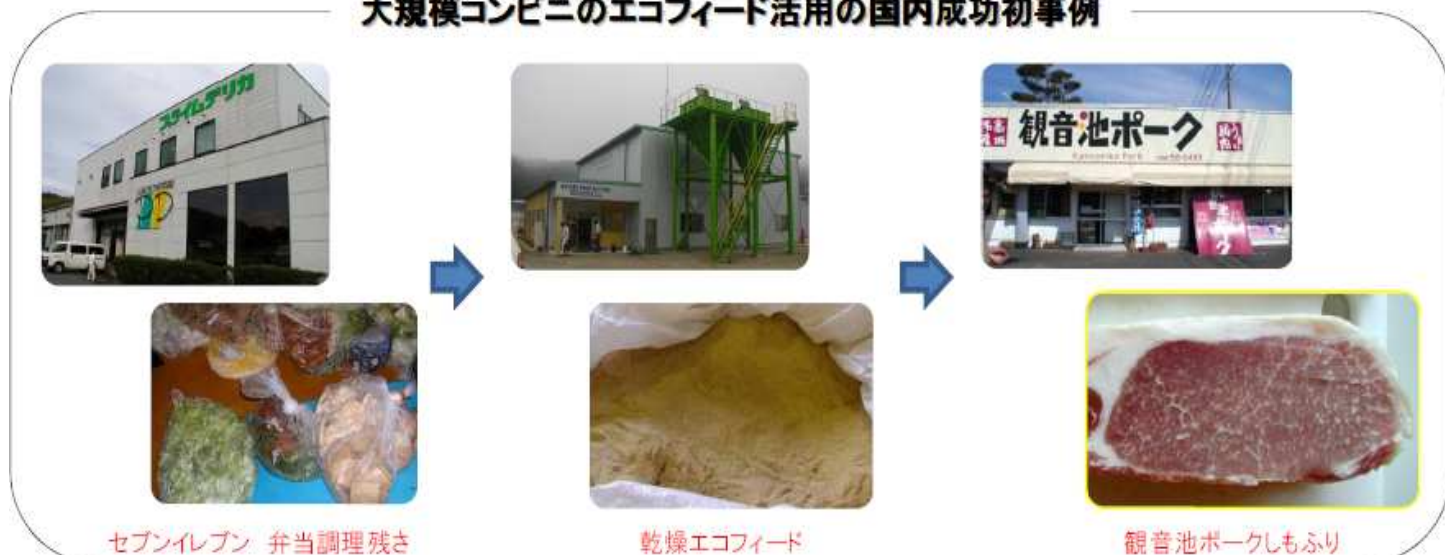 大規模コンビニのエコフィード活用の国内成功初事例
プライムデリカ
観音池ポーク
セブンイレブン 弁当調理残さ
乾燥エコフィード
観音池ポークしもふり